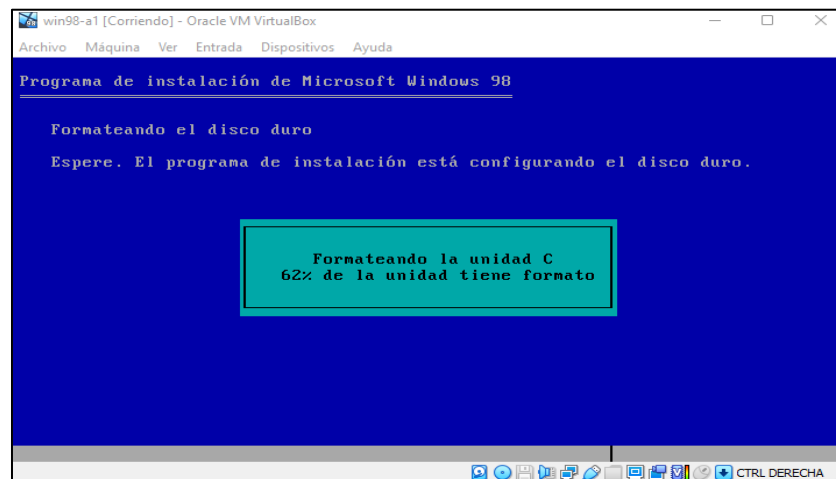 win98-a1 [Corriendo] - Oracle VM VirtualBox
Archivo Máquina Ver Entrada Dispositivos Ayuda
Programa de instalación de Microsoft Windows 98
Formateando el disco duro
Espere. El programa de instalación está configurando el disco duro.
Formateando la unidad C
62% de la unidad tiene formato
CTRL DERECHA